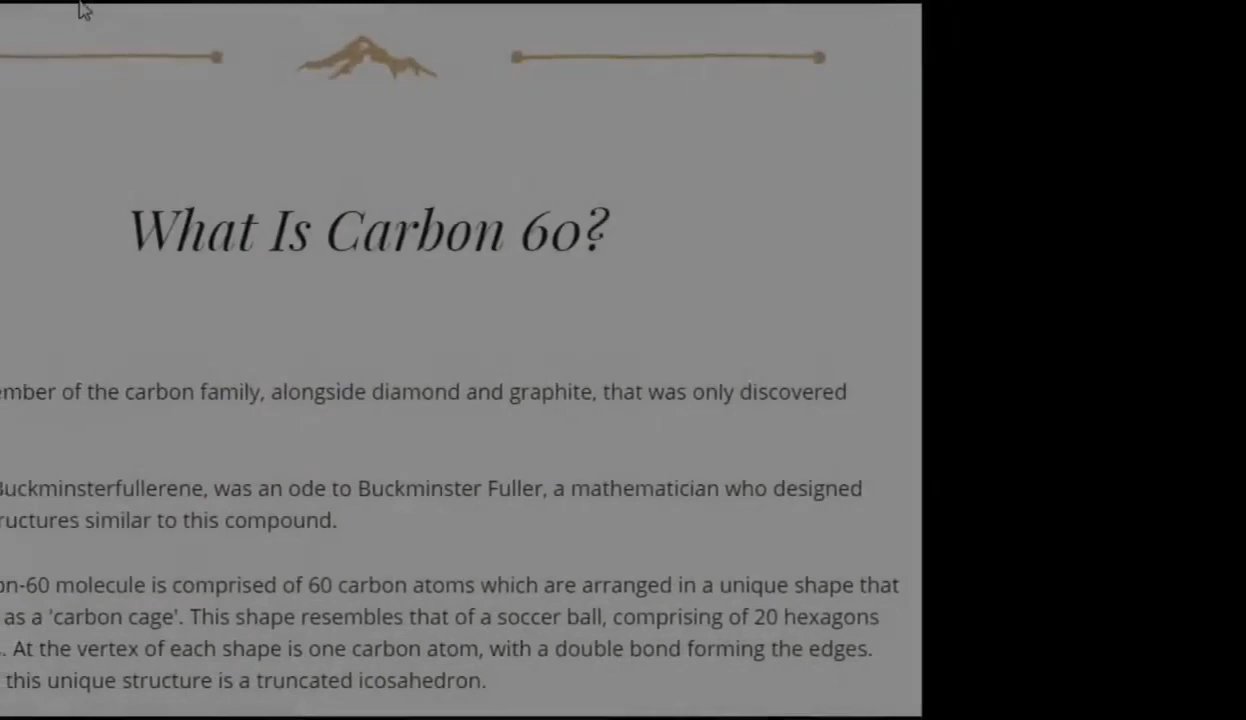 What Is Carbon 60?
ember of the carbon family, alongside diamond and graphite, that was only discovered
Buckminsterfullerene, was an ode to Buckminster Fuller, a mathematician who designed
ructures similar to this compound.
on-60 molecule is comprised of 60 carbon atoms which are arranged in a unique shape that
as a 'carbon cage'. This shape resembles that of a soccer ball, comprising of 20 hexagons
. At the vertex of each shape is one carbon atom, with a double bond forming the edges.
this unique structure is a truncated icosahedron.